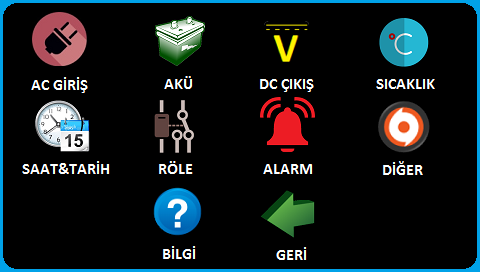 V °C
AC GİRİŞ AKÜ DC ÇIKIŞ SICAKLIK
15
SAAT&TARİH RÖLE ALARM DİĞER
?
BİLGİ GERİ